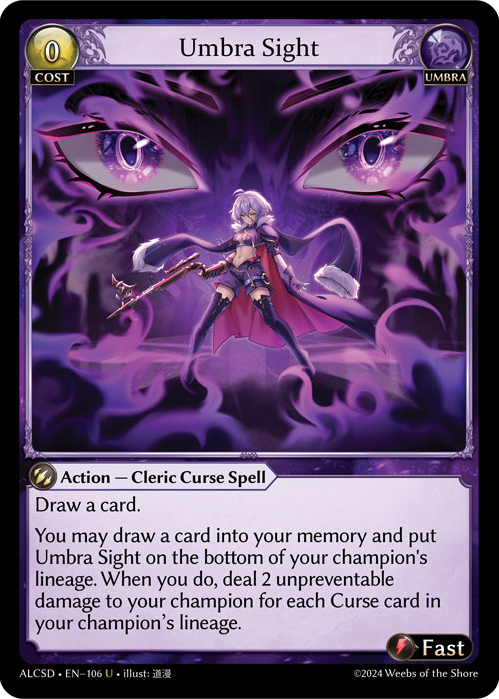 0
Umbra Sight
COST
UMBRA
Action — Cleric Curse Spell
Draw a card.
You may draw a card into your memory and put
Umbra Sight on the bottom of your champion's
lineage. When you do, deal 2 unpreventable
damage to your champion for each Curse card in
your champion’s lineage.
Fast
ALCSD • EN-106 U • illust: 道漫
©2024 Weebs of the Shore